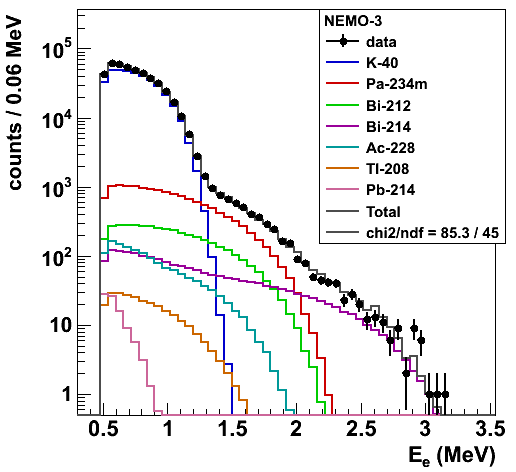 NEMO-3
data
K-40
Pa-234m
Bi-212
Bi-214
Ac-228
Tl-208
Pb-214
Total
chi2/ndf = 85.3 / 45
counts / 0.06 MeV
10^5
10^4
10^3
10^2
10
1
0.5 1 1.5 2 2.5 3 3.5
E_e (MeV)